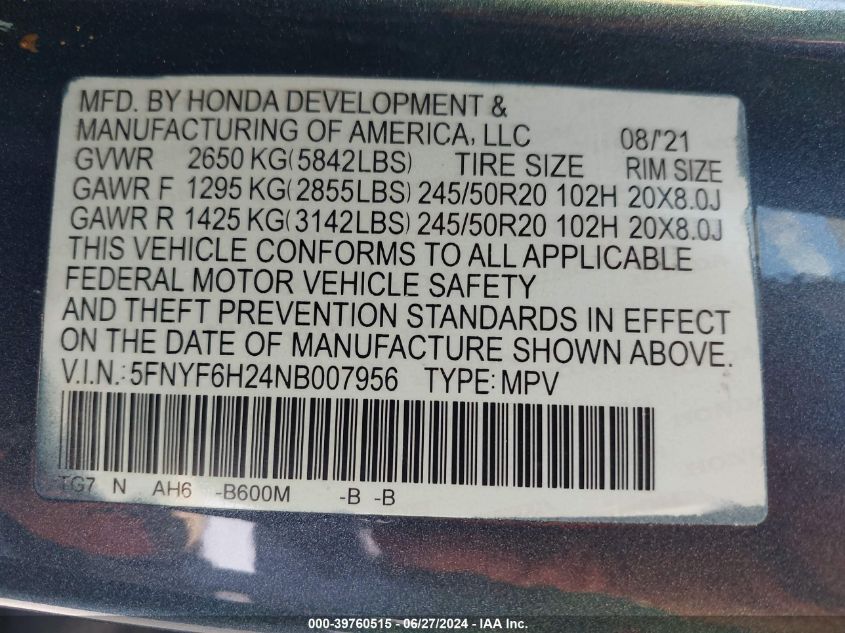 MFD. BY HONDA DEVELOPMENT &
MANUFACTURING OF AMERICA, LLC 08/'21
GVWR 2650 KG(5842LBS) TIRE SIZE RIM SIZE
GAWR F 1295 KG(2855LBS) 245/50R20 102H 20X8.0J
GAWR R 1425 KG(3142LBS) 245/50R20 102H 20X8.0J
THIS VEHICLE CONFORMS TO ALL APPLICABLE
FEDERAL MOTOR VEHICLE SAFETY
AND THEFT PREVENTION STANDARDS IN EFFECT
ON THE DATE OF MANUFACTURE SHOWN ABOVE.
V.I.N.: 5FNYF6H24NB007956 TYPE: MPV
-TG7 N AH6 -B600M -B -B
000-39760515 - 06/27/2024 - IAA Inc.